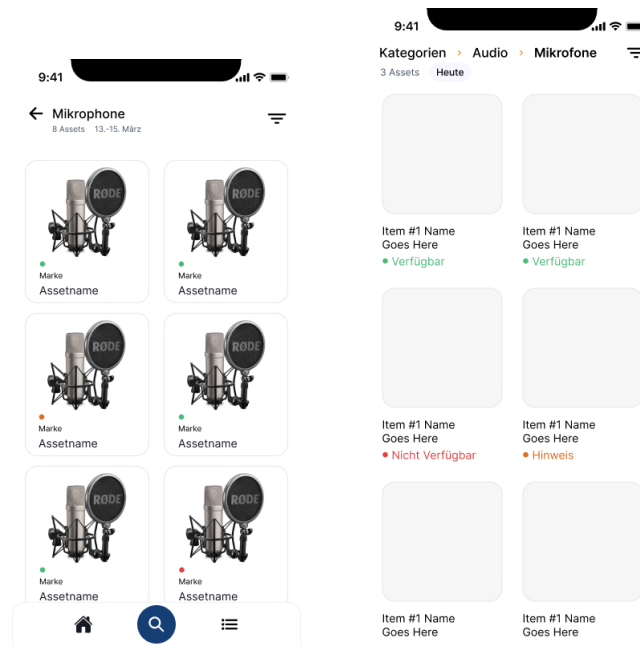 9:41
Mikrophone
8 Assets 13.-15. März
RØDE
RØDE
Marke
Marke
Assetname
Assetname
RØDE
RØDE
Marke
Marke
Assetname
Assetname
RØDE
RØDE
Marke
Marke
Assetname
Assetname
9:41
Kategorien > Audio > Mikrofone
3 Assets Heute
Item #1 Name
Goes Here
• Verfügbar
Item #1 Name
Goes Here
• Verfügbar
Item #1 Name
Goes Here
• Nicht Verfügbar
Item #1 Name
Goes Here
• Hinweis
Item #1 Name
Goes Here
Item #1 Name
Goes Here